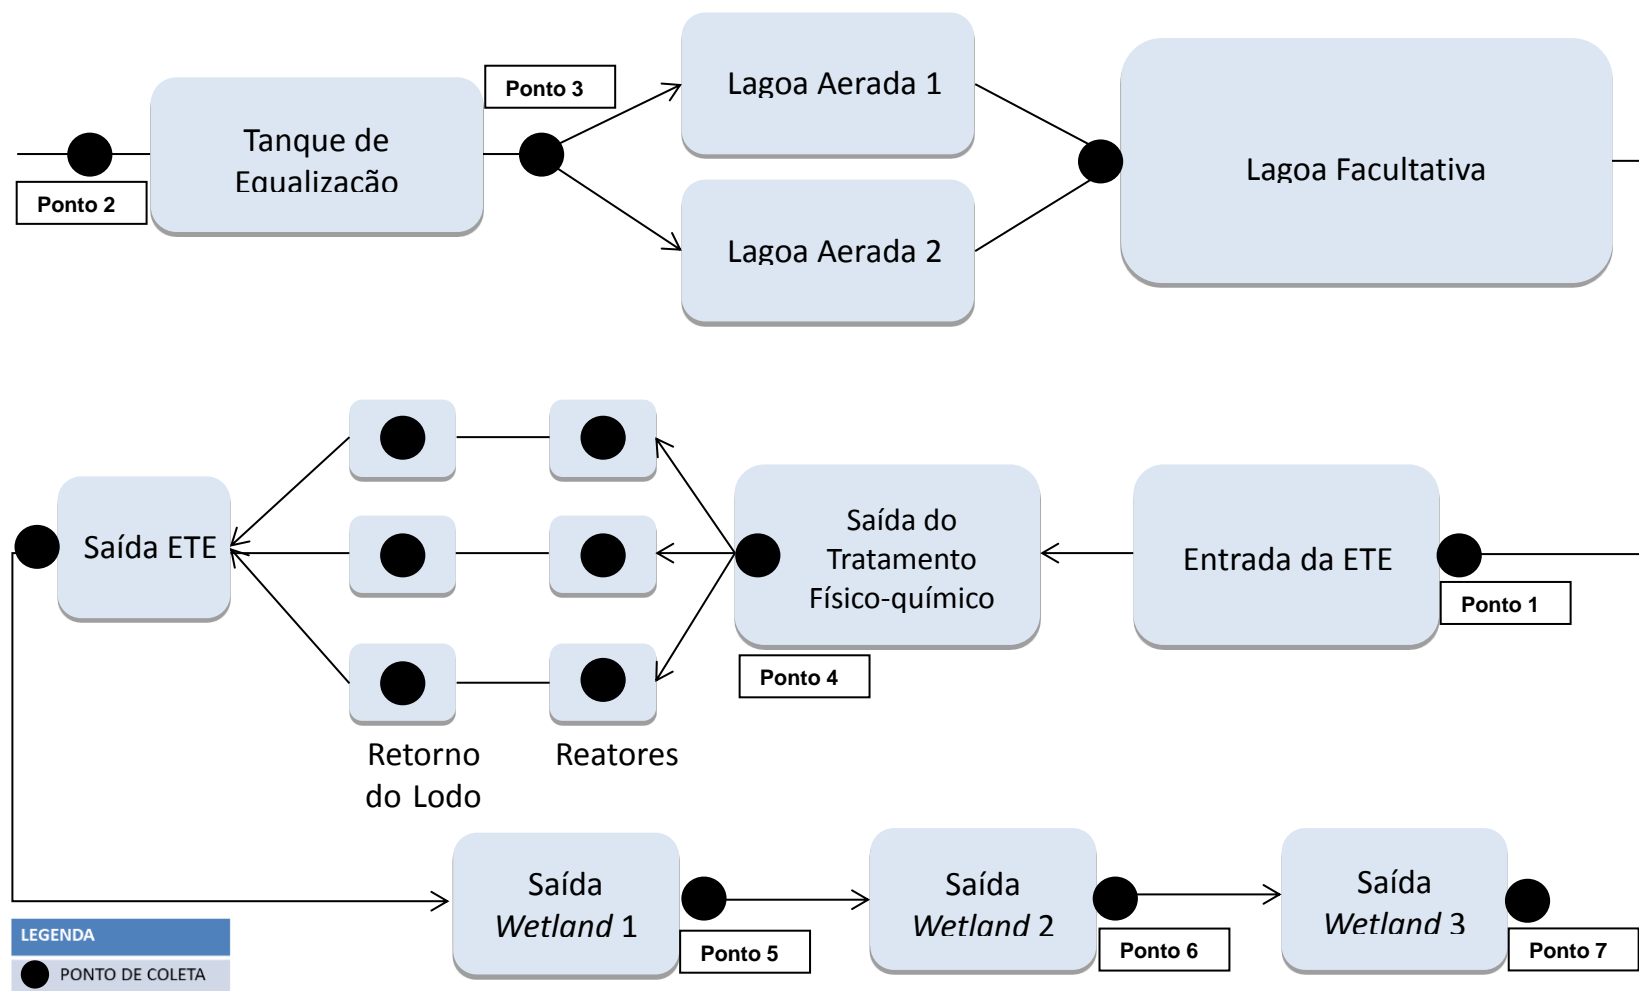 Ponto 3
Lagoa Aerada 1
Tanque de
Equalização
Lagoa Facultativa
Ponto 2
Lagoa Aerada 2
Saída ETE
Saída do
Tratamento
Físico-químico
Entrada da ETE
Ponto 1
Ponto 4
Retorno
do Lodo
Reatores
Saída
Wetland 1
Saída
Wetland 2
Saída
Wetland 3
Ponto 5
Ponto 6
Ponto 7
LEGENDA
PONTO DE COLETA